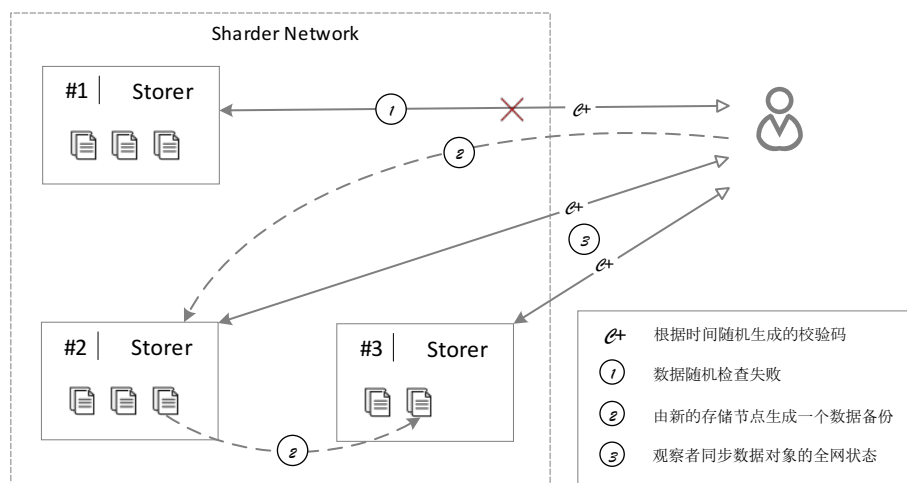 Sharder Network
#1 Storer
1
C+
2
C+
3
C+
#2 Storer
#3 Storer
2
C+ 根据时间随机生成的校验码
1 数据随机检查失败
2 由新的存储节点生成一个数据备份
3 观察者同步数据对象的全网状态